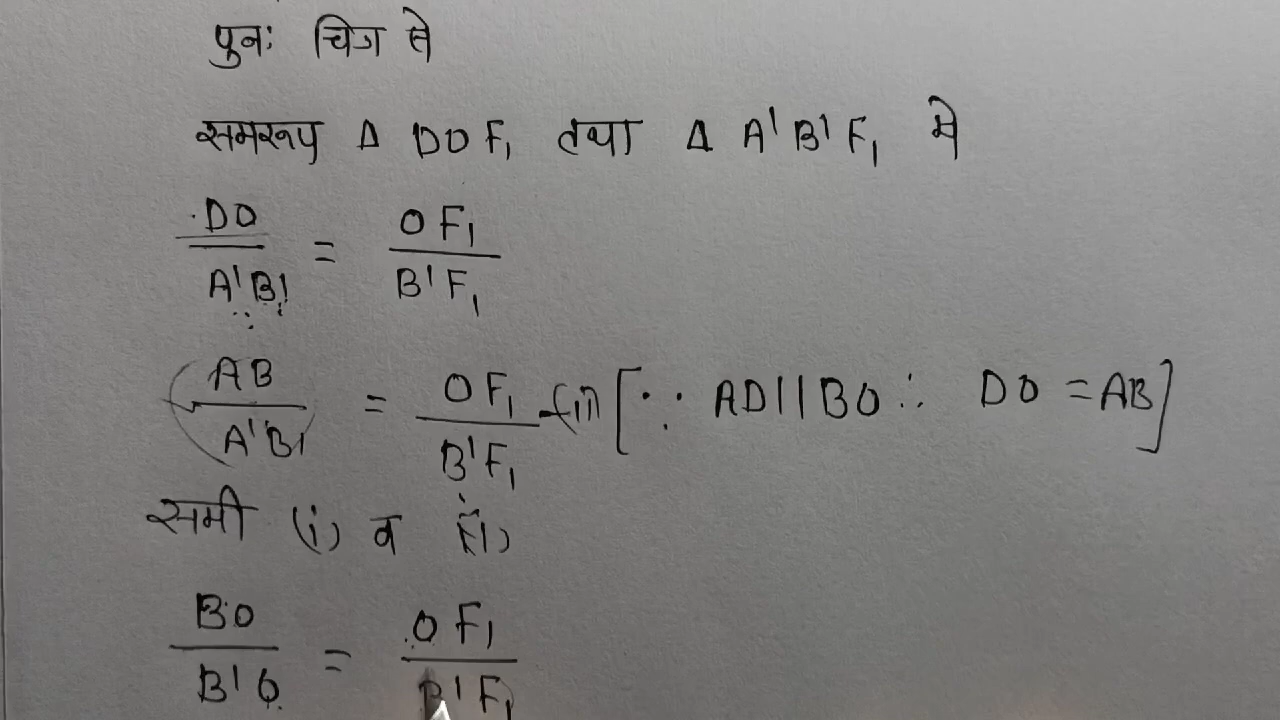 पुनः चित्र से
समरूप Δ DOF₁ तथा Δ A'B'F₁ मे
DO/A'B' = OF₁/B'F₁
AB/A'B' = OF₁/B'F₁ (ii) [∵ AD||BO ∴ DO = AB]
समी (i) व (ii)
BO/B'O = OF₁/B'F₁